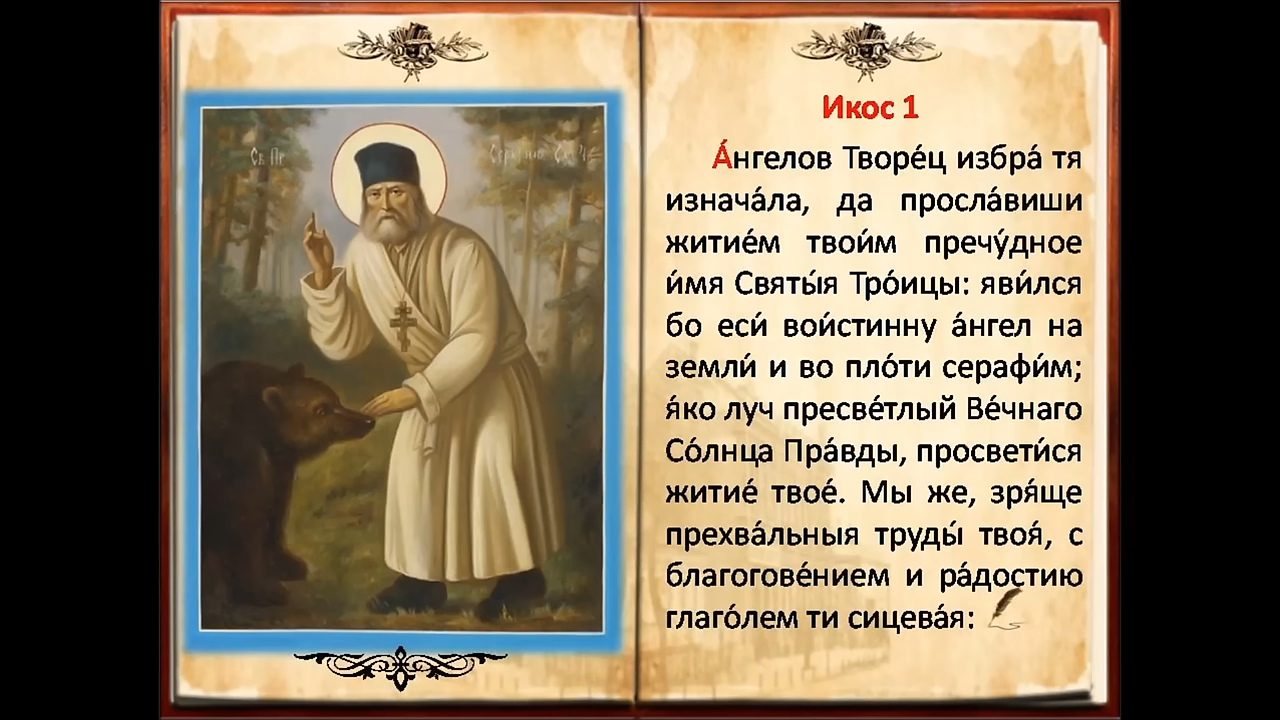 Св Пр
Икос 1
А́нгелов Творе́ц избра́ тя
изнача́ла, да просла́виши
житие́м твои́м пречу́дное
и́мя Святы́я Тро́ицы: яви́лся
бо еси́ вои́стинну а́нгел на
земли́ и во пло́ти серафи́м;
я́ко луч пресве́тлый Ве́чнаго
Со́лнца Пра́вды, просвети́ся
житие́ твое́. Мы же, зря́ще
прехва́льныя труды́ твоя́, с
благогове́нием и ра́достию
глаго́лем ти сицева́я: